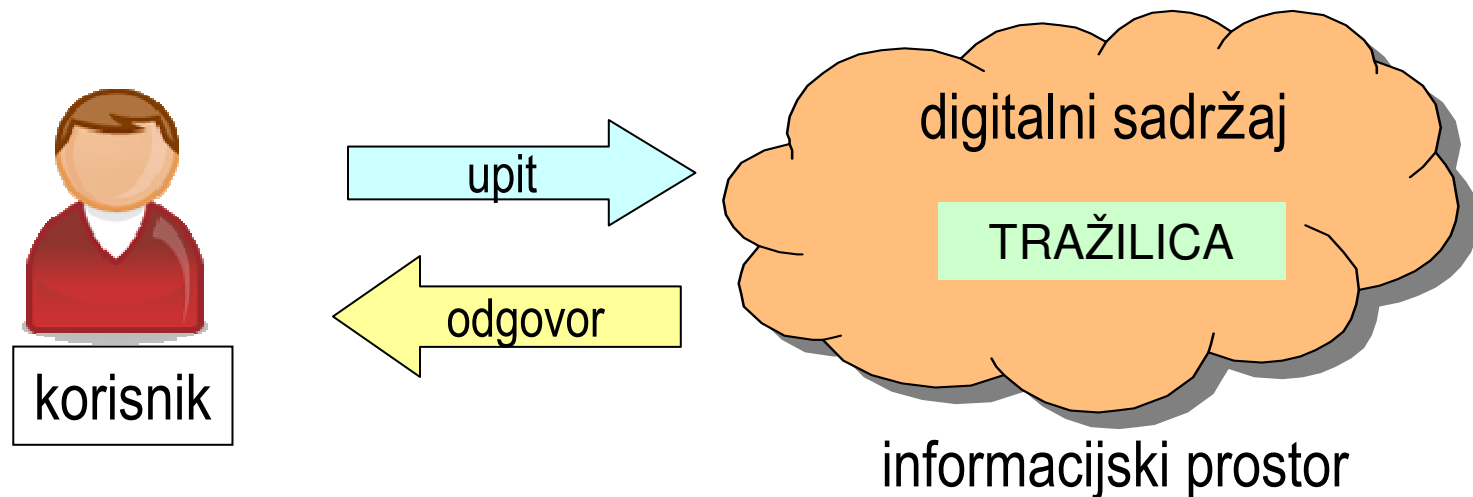 digitalni sadržaj
upit
TRAŽILICA
odgovor
korisnik
informacijski prostor